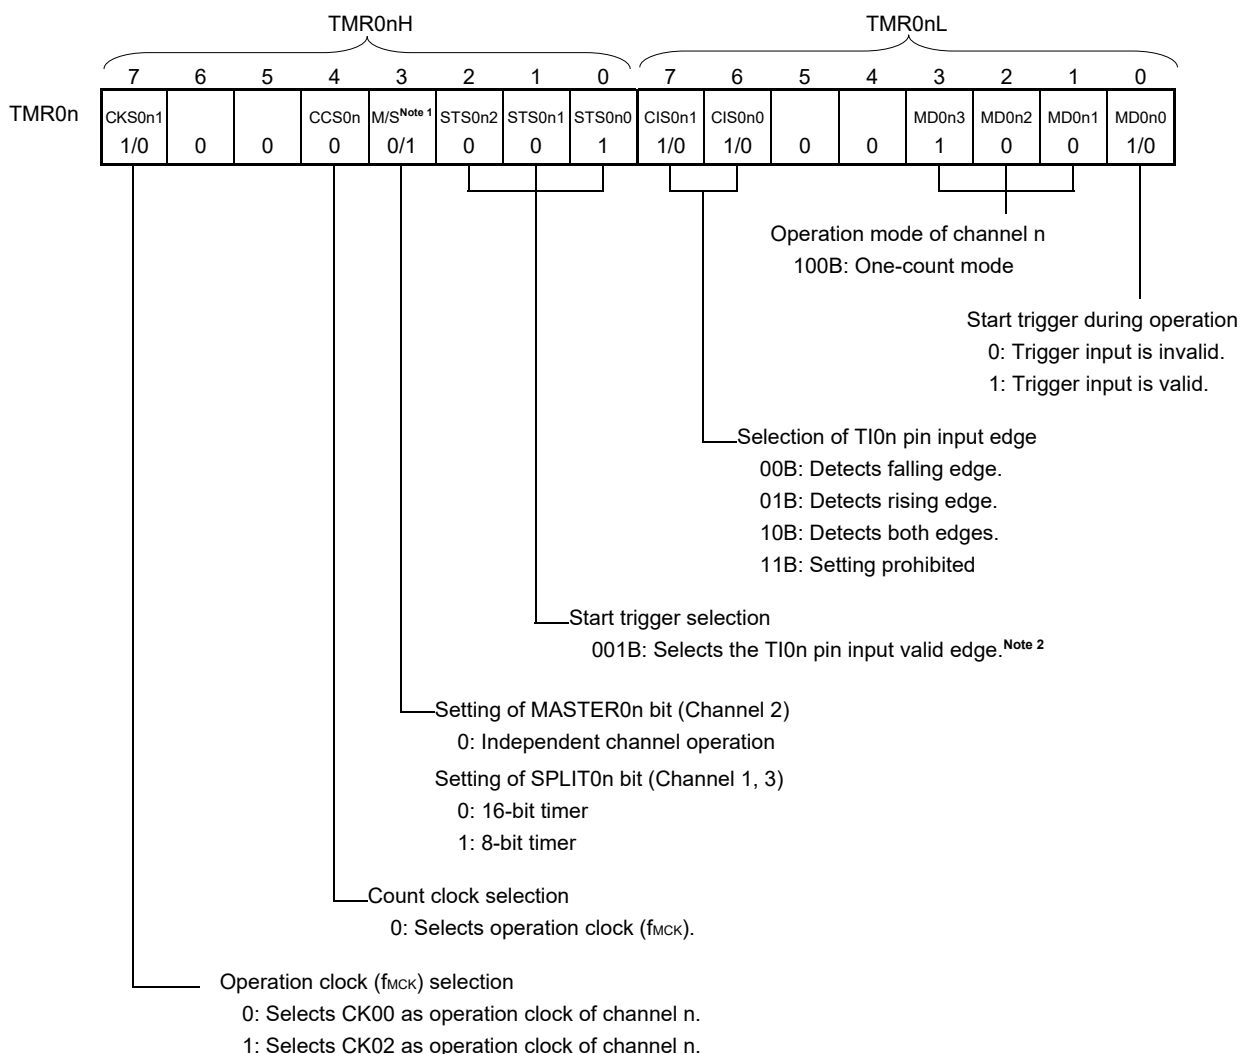 TMR0nH TMR0nL
7 6 5 4 3 2 1 0 7 6 5 4 3 2 1 0
TMR0n CKS0n1 CCS0n M/SNote 1 STS0n2 STS0n1 STS0n0 CIS0n1 CIS0n0 MD0n3 MD0n2 MD0n1 MD0n0
1/0 0 0 0 0/1 0 0 1 1/0 1/0 0 0 1 0 0 1/0
Operation mode of channel n
100B: One-count mode
Start trigger during operation
0: Trigger input is invalid.
1: Trigger input is valid.
Selection of TI0n pin input edge
00B: Detects falling edge.
01B: Detects rising edge.
10B: Detects both edges.
11B: Setting prohibited
Start trigger selection
001B: Selects the TI0n pin input valid edge.Note 2
Setting of MASTER0n bit (Channel 2)
0: Independent channel operation
Setting of SPLIT0n bit (Channel 1, 3)
0: 16-bit timer
1: 8-bit timer
Count clock selection
0: Selects operation clock (fMCK).
Operation clock (fMCK) selection
0: Selects CK00 as operation clock of channel n.
1: Selects CK02 as operation clock of channel n.